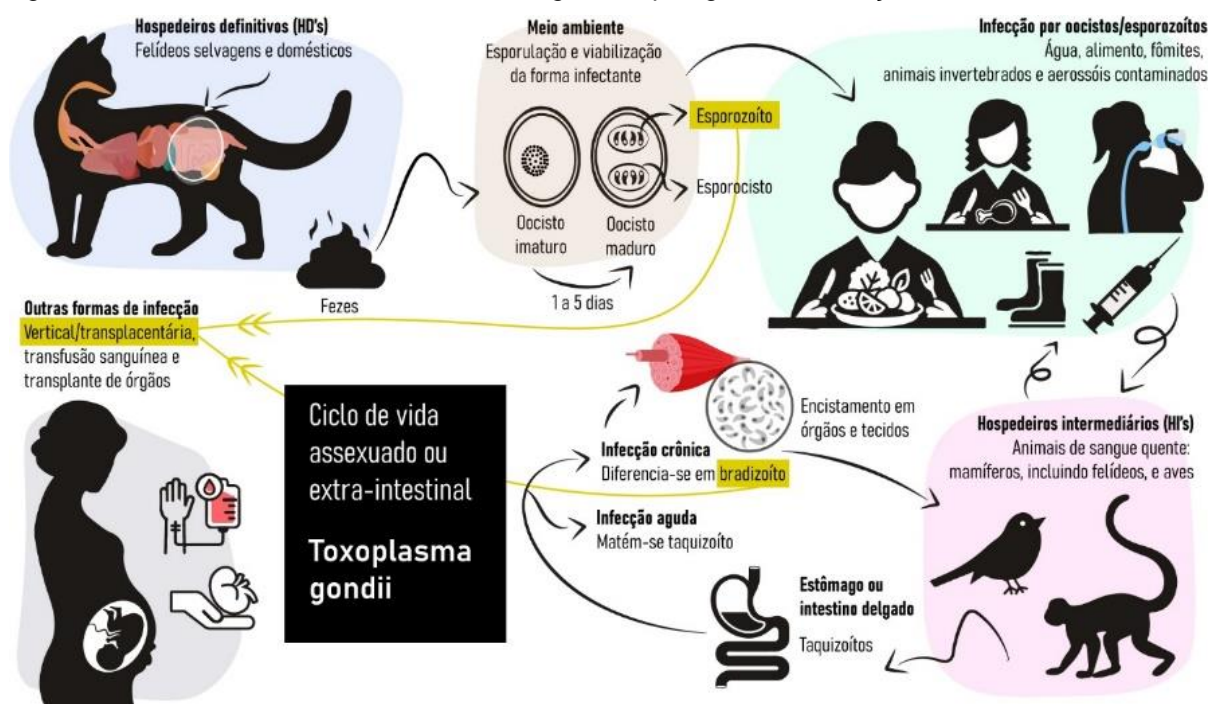 Hospedeiros definitivos (HD's)
Felídeos selvagens e domésticos
Meio ambiente
Esporulação e viabilização
da forma infectante
Esporozoíto
Esporocisto
Oocisto
imaturo
Oocisto
maduro
1 a 5 dias
Fezes
Infecção por oocistos/esporozoítos
Água, alimento, fômites,
animais invertebrados e aerossóis contaminados
Outras formas de infecção
Vertical/transplacentária,
transfusão sanguínea e
transplante de órgãos
Ciclo de vida
assexuado ou
extra-intestinal
Toxoplasma
gondii
Encistamento em
órgãos e tecidos
Infecção crônica
Diferencia-se em bradizoíto
Infecção aguda
Matém-se taquizoíto
Estômago ou
intestino delgado
Taquizoítos
Hospedeiros intermediários (HI's)
Animais de sangue quente:
mamíferos, incluindo felídeos, e aves